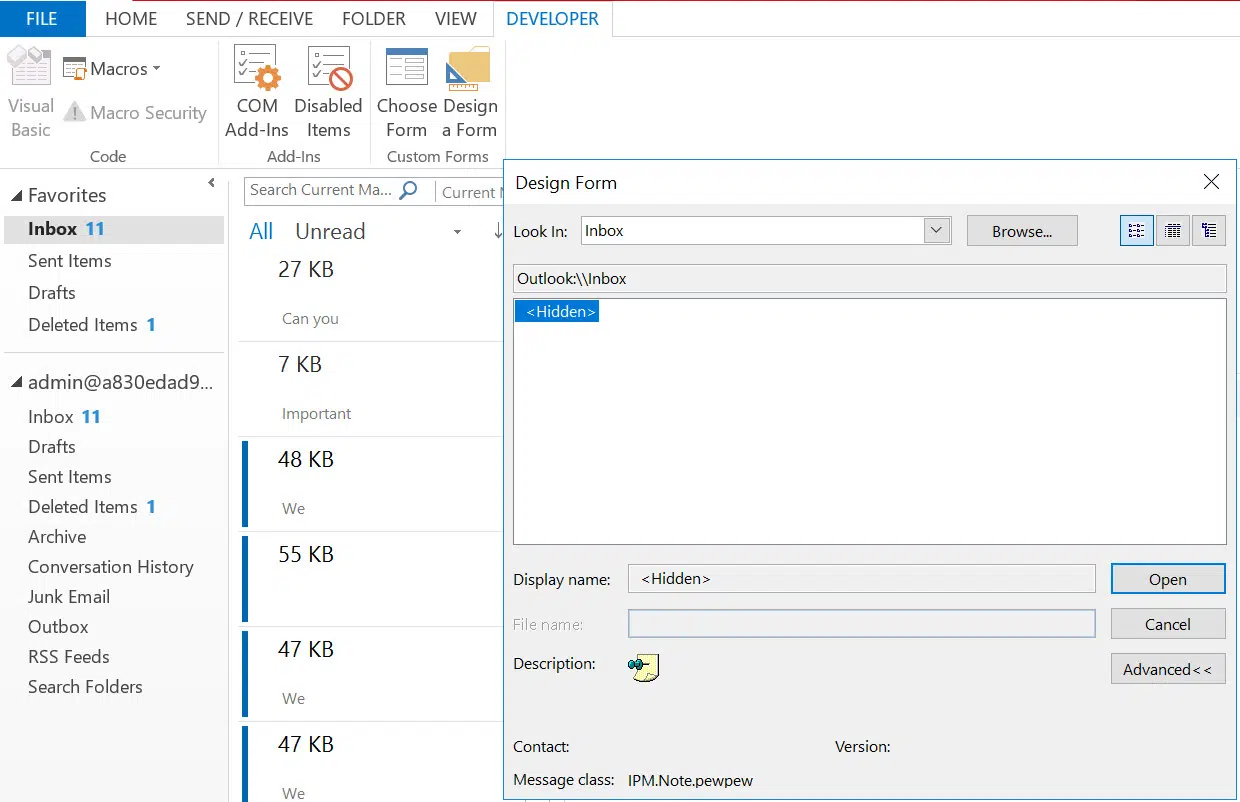 FILE HOME SEND / RECEIVE FOLDER VIEW DEVELOPER
Visual Basic
Macros
Macro Security
Code
COM Add-Ins
Disabled Items
Add-Ins
Choose Form
Design a Form
Custom Forms
Favorites
Inbox 11
Sent Items
Drafts
Deleted Items 1
admin@a830edad9...
Inbox 11
Drafts
Sent Items
Deleted Items 1
Archive
Conversation History
Junk Email
Outbox
RSS Feeds
Search Folders
Search Current Ma...
Current
All Unread
27 KB
Can you
7 KB
Important
48 KB
We
55 KB
47 KB
We
47 KB
We
Design Form
Look In: Inbox Browse...
Outlook:\\Inbox
<Hidden>
Display name: <Hidden> Open
File name: Cancel
Description: Advanced<<
Contact: Version:
Message class: IPM.Note.pewpew